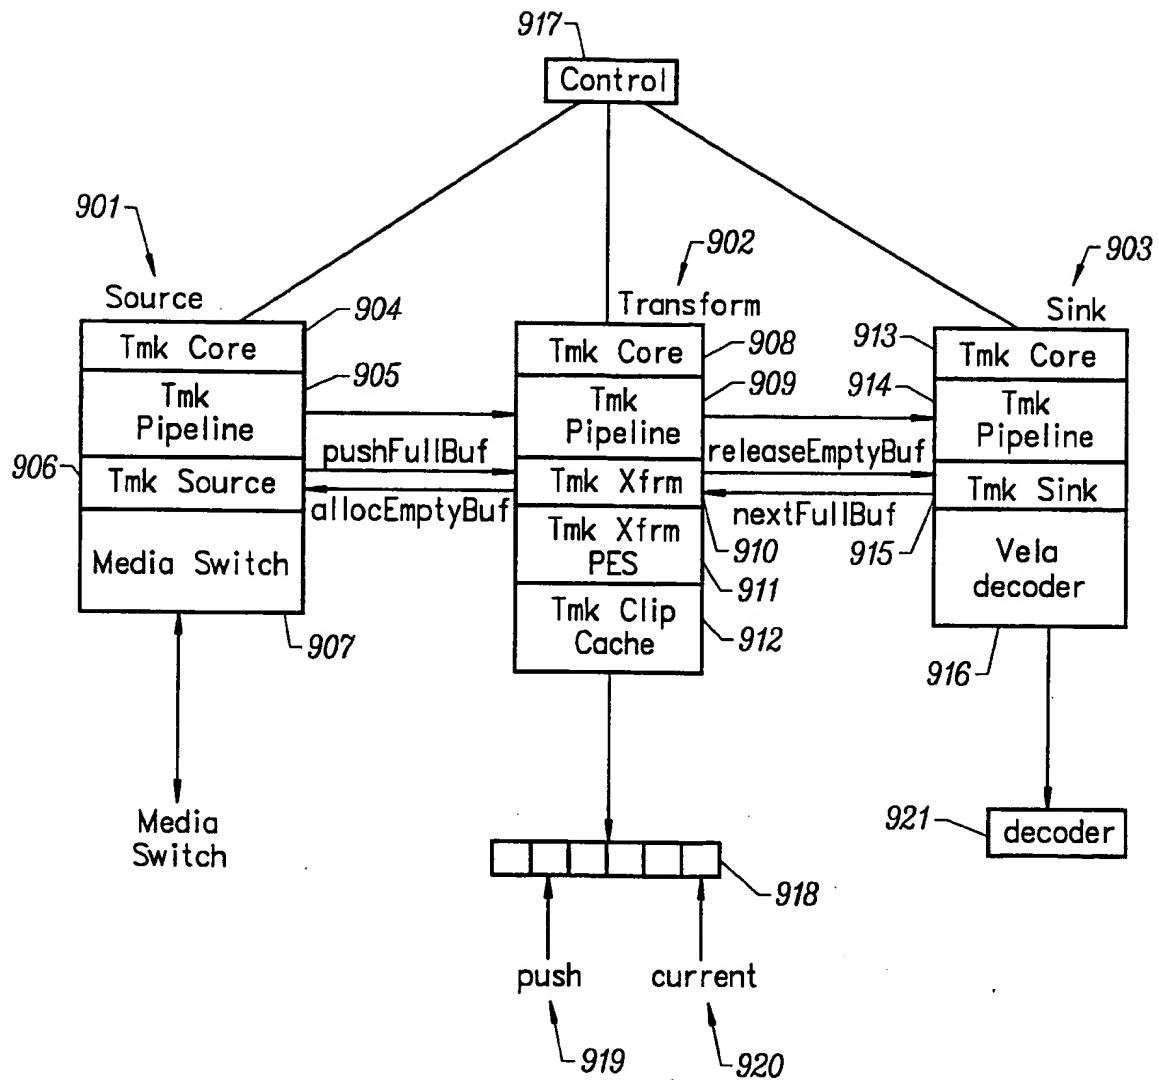 917
Control
901
902
903
Source
Transform
Sink
904
Tmk Core
905
Tmk
Pipeline
906
Tmk Source
Media Switch
907
pushFullBuf
allocEmptyBuf
Tmk Core
908
Tmk
Pipeline
909
Tmk Xfrm
910
Tmk Xfrm
PES
911
Tmk Clip
Cache
912
releaseEmptyBuf
nextFullBuf
913
Tmk Core
914
Tmk
Pipeline
Tmk Sink
915
Vela
decoder
916
Media
Switch
918
921
decoder
push
current
919
920